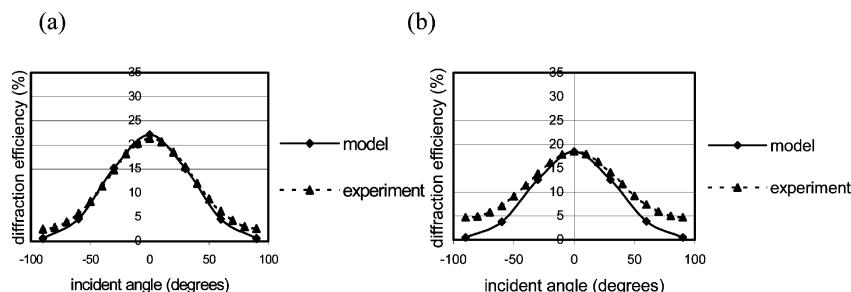 (a)
diffraction efficiency (%)
35
30
25
20
15
10
5
0
-100
-50
0
50
100
incident angle (degrees)
model
experiment
(b)
diffraction efficiency (%)
35
30
25
20
15
10
5
0
-100
-50
0
50
100
incident angle (degrees)
model
experiment